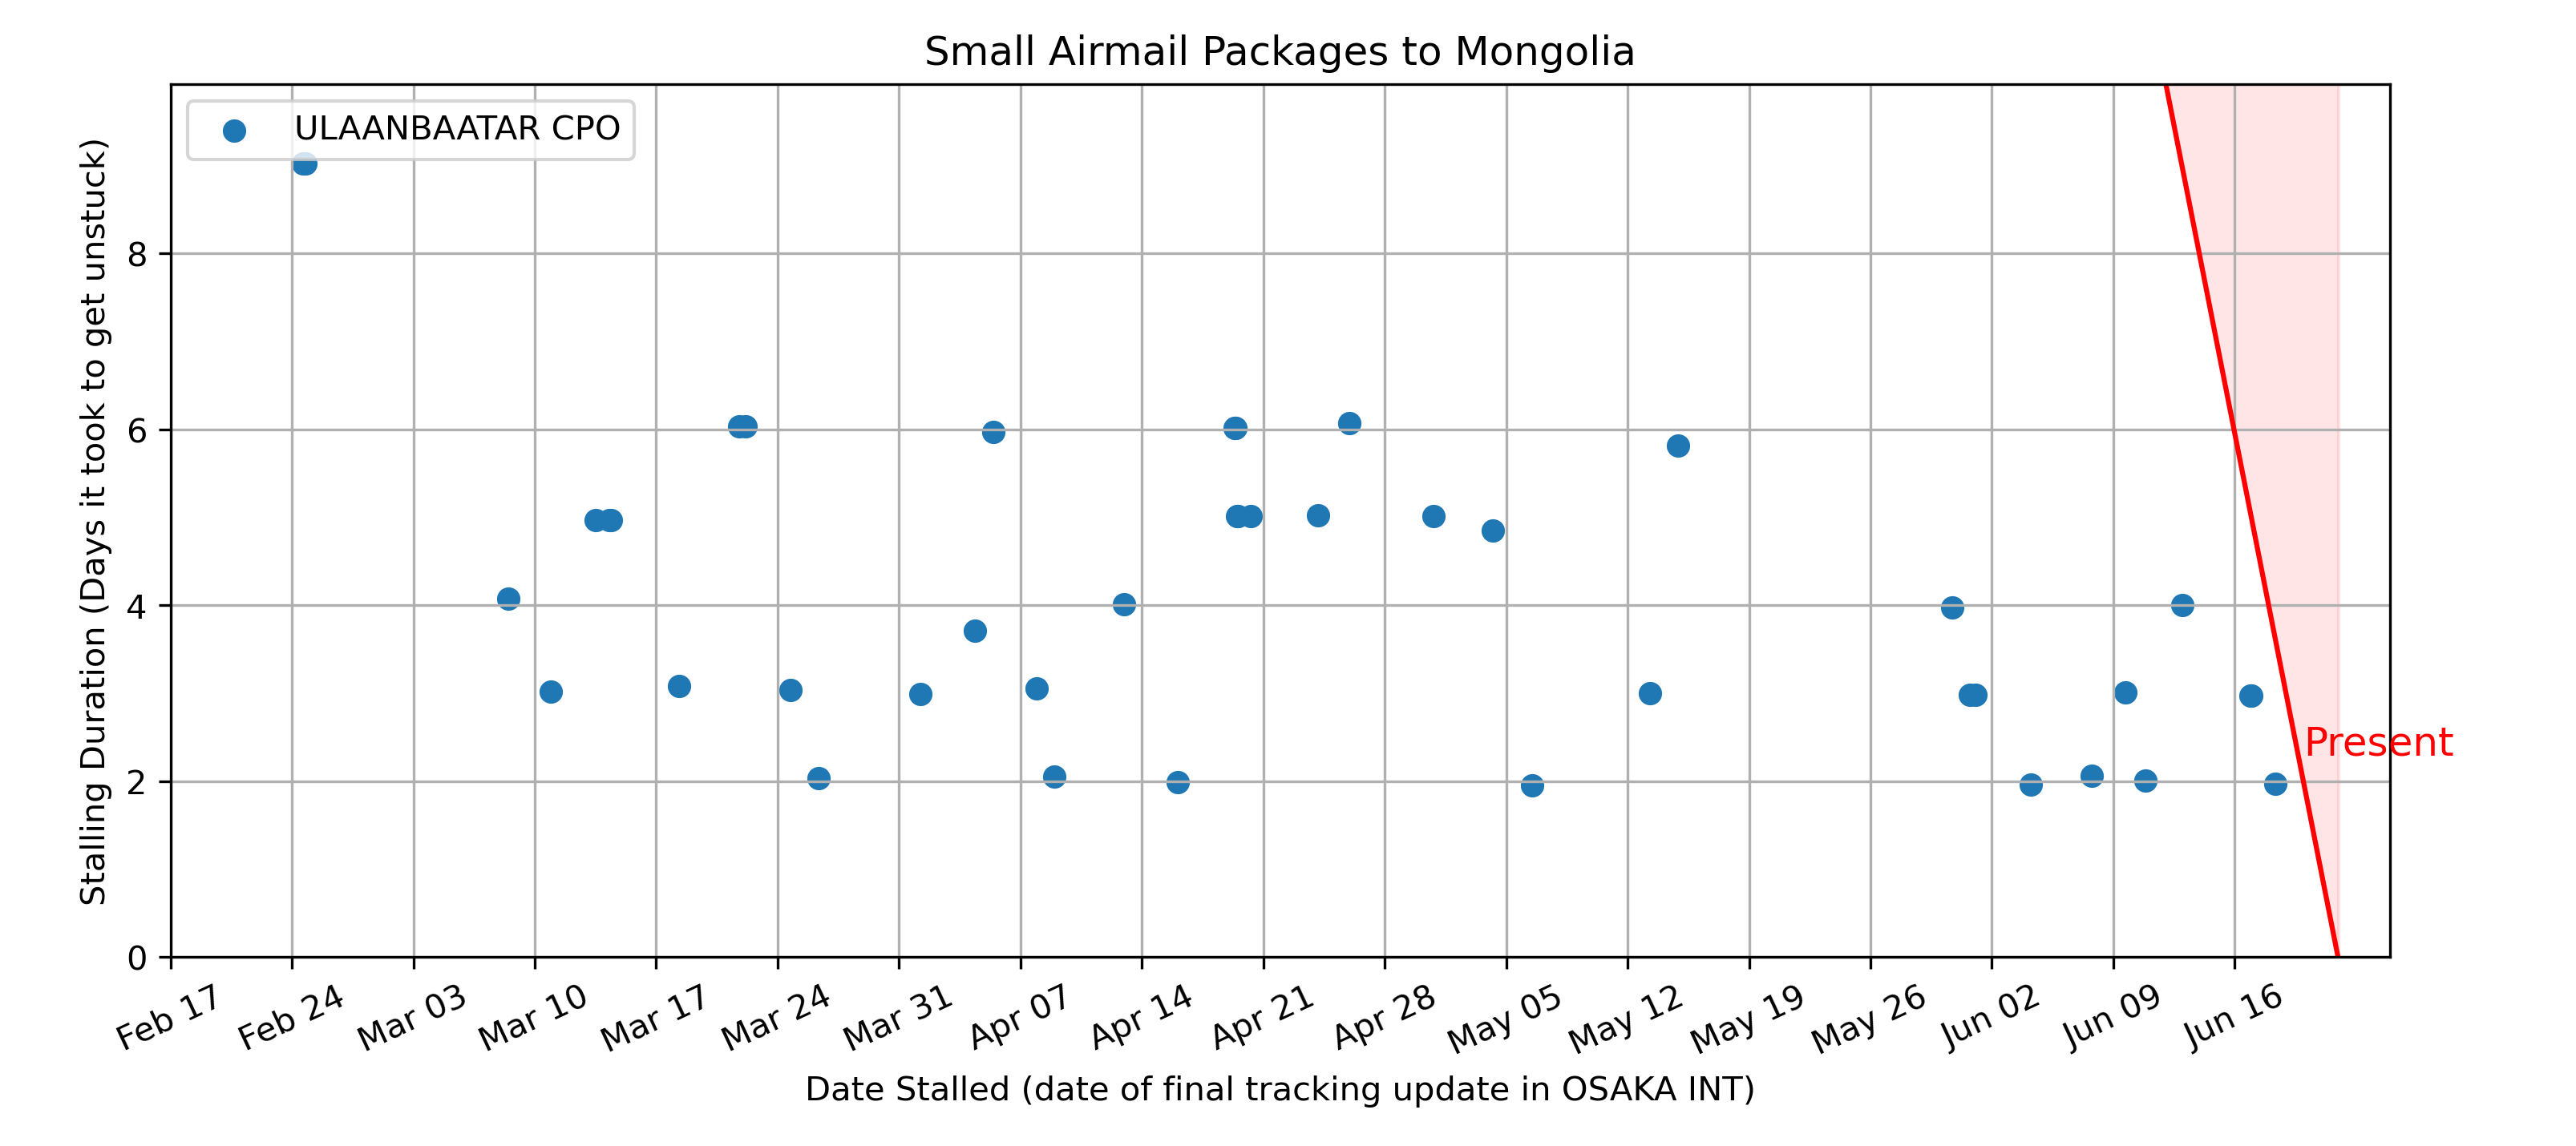 Small Airmail Packages to Mongolia
ULAANBAATAR CPO
Stalling Duration (Days it took to get unstuck)
8
6
4
2
0
Present
Feb 17
Feb 24
Mar 03
Mar 10
Mar 17
Mar 24
Mar 31
Apr 07
Apr 14
Apr 21
Apr 28
May 05
May 12
May 19
May 26
Jun 02
Jun 09
Jun 16
Date Stalled (date of final tracking update in OSAKA INT)